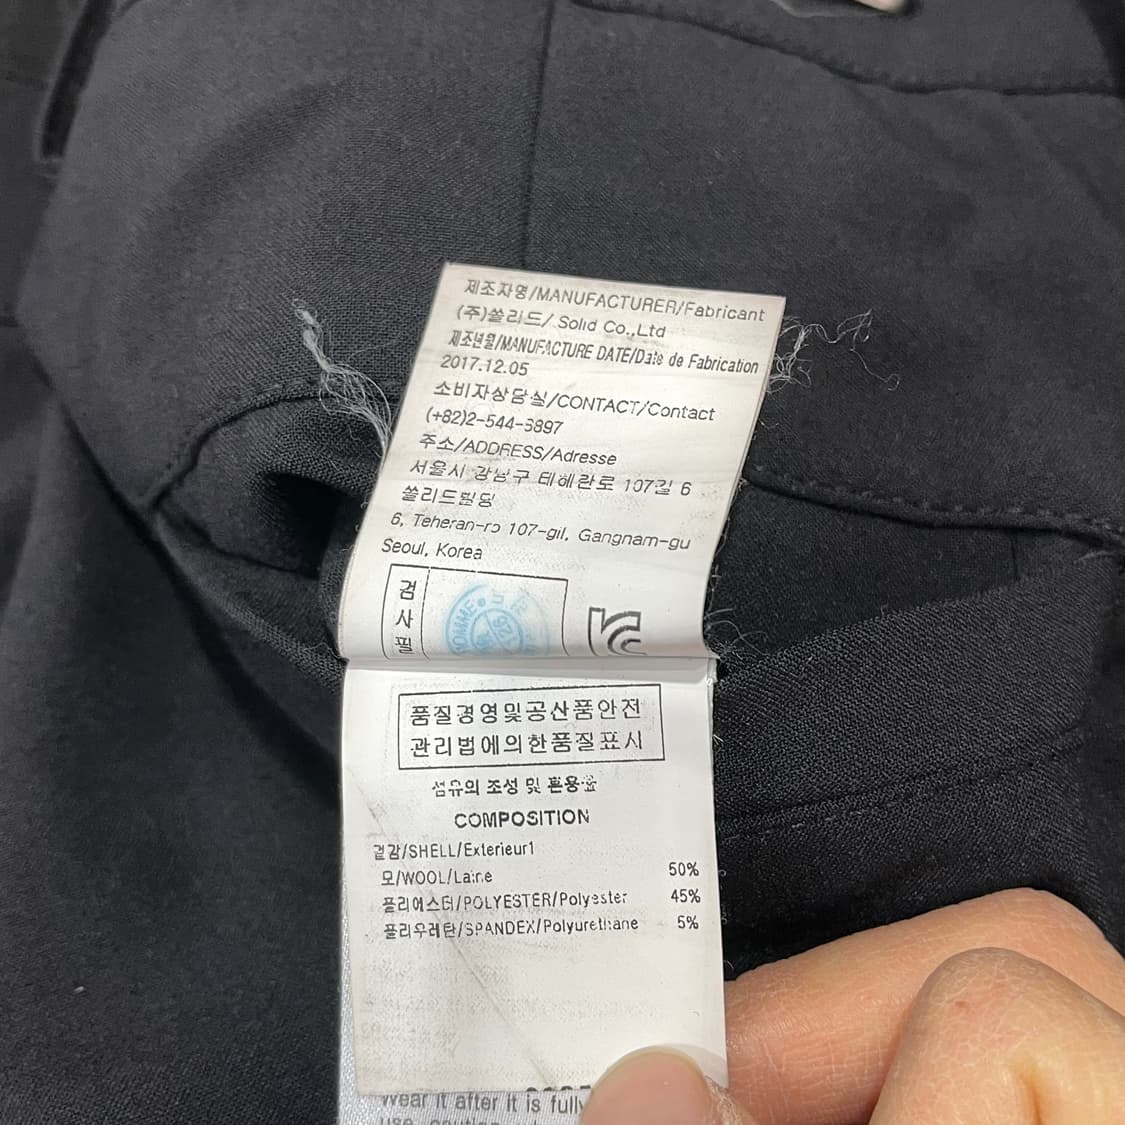 제조자명/MANUFACTURER/Fabricant
(주)쏠리드/ Solid Co.,Ltd
제조년월/MANUFACTURE DATE/Date de Fabrication
2017.12.05
소비자상담실/CONTACT/Contact
(+82)2-544-6897
주소/ADDRESS/Adresse
서울시 강남구 테헤란로 107길 6
쏠리드빌딩
6, Teheran-ro 107-gil, Gangnam-gu
Seoul, Korea
검
사
필
품질경영및공산품안전
관리법에의한품질표시
섬유의 조성 및 혼용율
COMPOSITION
겉감/SHELL/Exterieur1
모/WOOL/Laine 50%
폴리에스터/POLYESTER/Polyester 45%
폴리우레탄/SPANDEX/Polyurethane 5%
wear it after it is fully